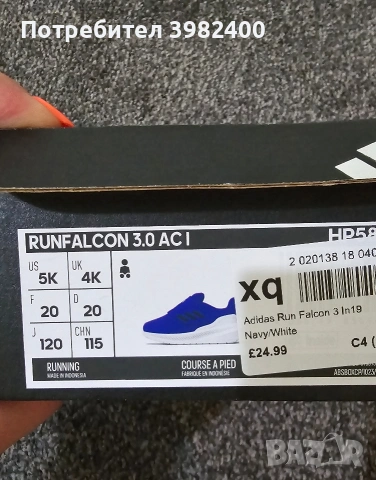 Потребител 3982400
RUNFALCON 3.0 AC I
HP58
US 5K
UK 4K
F 20
D 20
J 120
CHN 115
RUNNING
MADE IN INDONESIA
COURSE A PIED
FABRIQUE EN INDONESIE
2 020138 18 040
xq
Adidas Run Falcon 3 In19
Navy/White
£24.99
C4 (
BAZAR